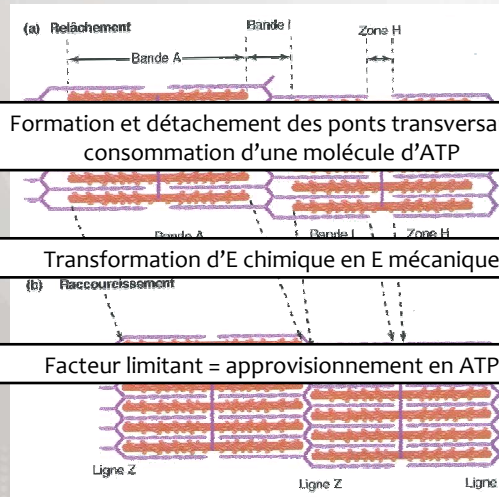 (a) Relâchement
Bande I
Zone H
Bande A
Formation et détachement des ponts transversa
consommation d'une molécule d'ATP
Bande A
Bande I
Zone H
Transformation d'E chimique en E mécanique
(b) Raccourcissement
Facteur limitant = approvisionnement en ATP
Ligne Z
Ligne Z
Ligne